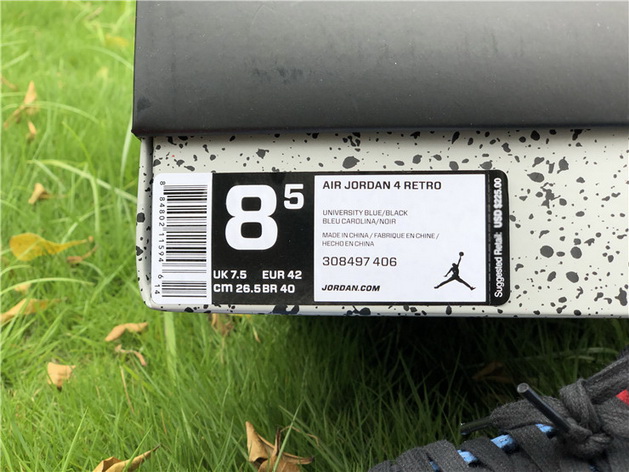 8 84802 11594 6 14
8 5
UK 7.5 EUR 42
CM 26.5 BR 40
AIR JORDAN 4 RETRO
UNIVERSITY BLUE/BLACK
BLEU CAROLINA/NOIR
MADE IN CHINA / FABRIQUE EN CHINE /
HECHO EN CHINA
308497 406
JORDAN.COM
Suggested Retail: USD $225.00